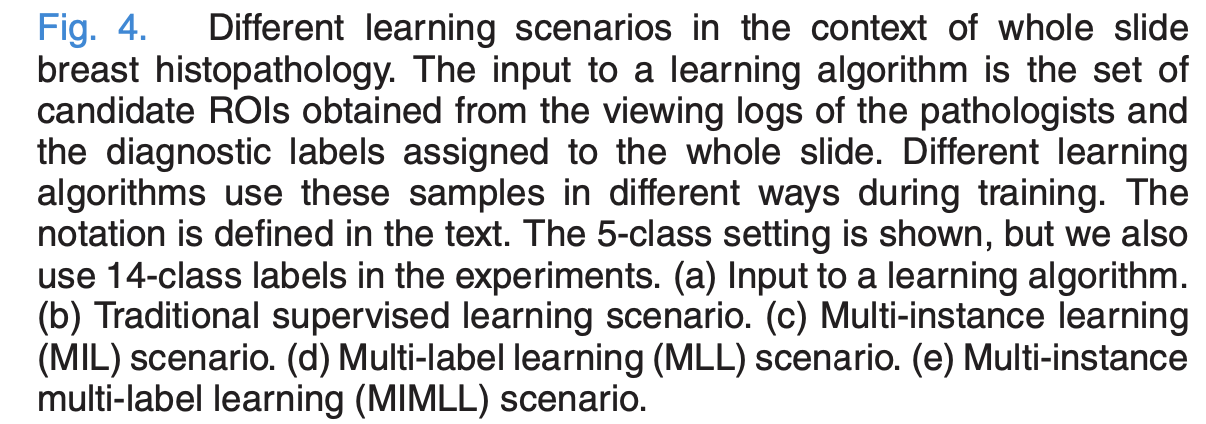 Fig. 4. Different learning scenarios in the context of whole slide
breast histopathology. The input to a learning algorithm is the set of
candidate ROIs obtained from the viewing logs of the pathologists and
the diagnostic labels assigned to the whole slide. Different learning
algorithms use these samples in different ways during training. The
notation is defined in the text. The 5-class setting is shown, but we also
use 14-class labels in the experiments. (a) Input to a learning algorithm.
(b) Traditional supervised learning scenario. (c) Multi-instance learning
(MIL) scenario. (d) Multi-label learning (MLL) scenario. (e) Multi-instance
multi-label learning (MIMLL) scenario.